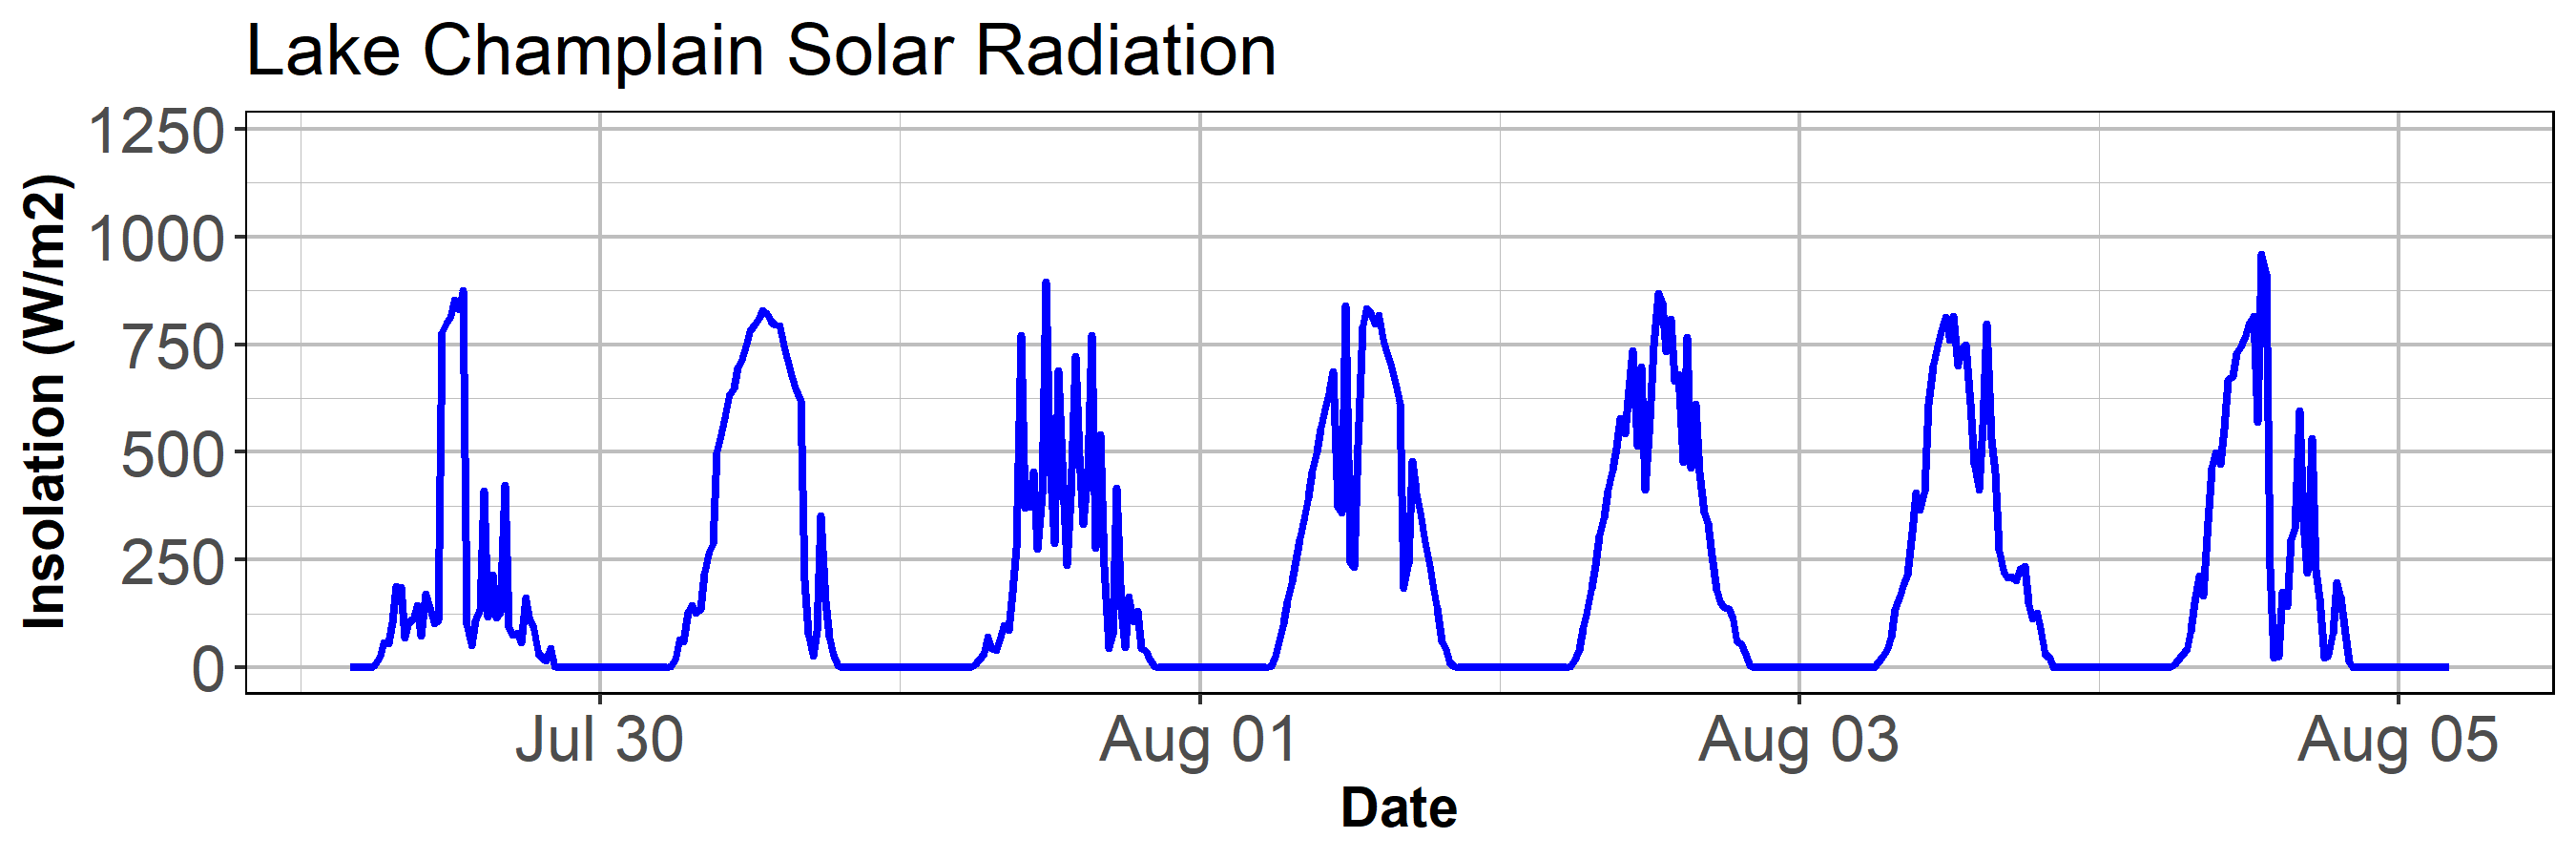 Lake Champlain Solar Radiation
Insolation (W/m2)
1250
1000
750
500
250
0
Jul 30
Aug 01
Aug 03
Aug 05
Date